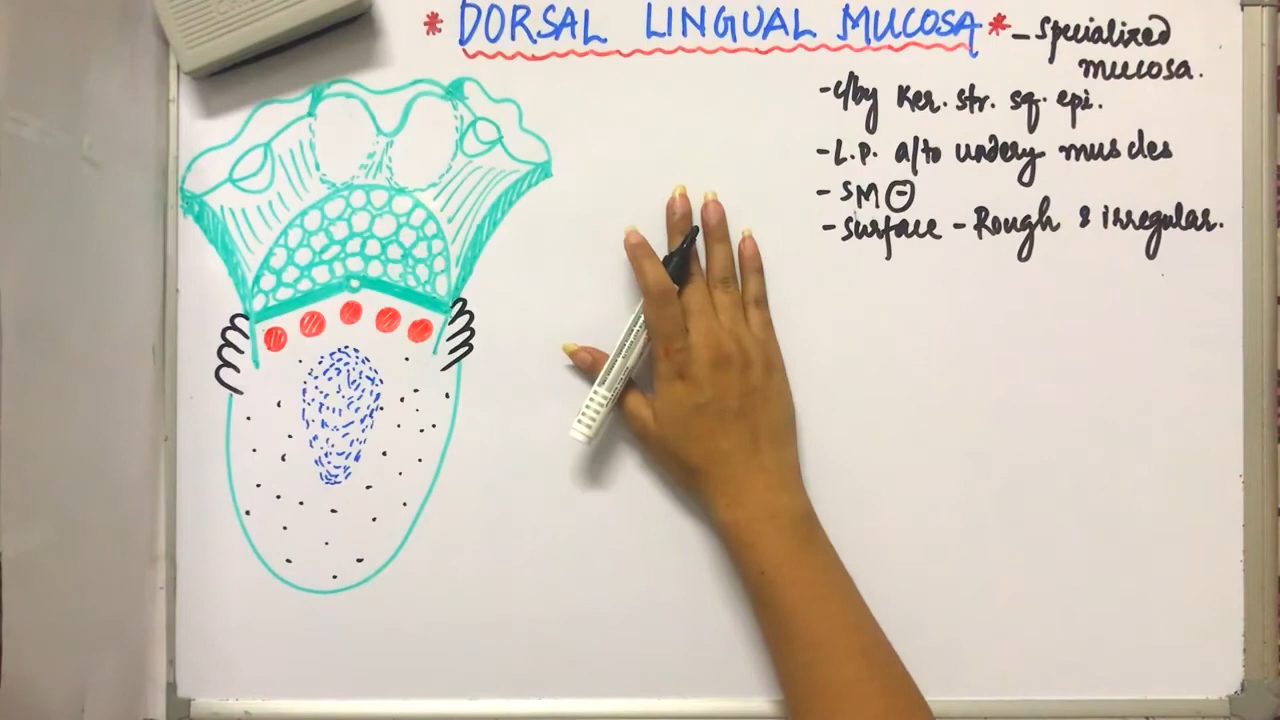 * DORSAL LINGUAL MUCOSA * - Specialized
mucosa.
- c/by Ker. str. sq. epi.
- L.P. a/to underly muscles
- SM ⊖
- Surface - Rough & irregular.